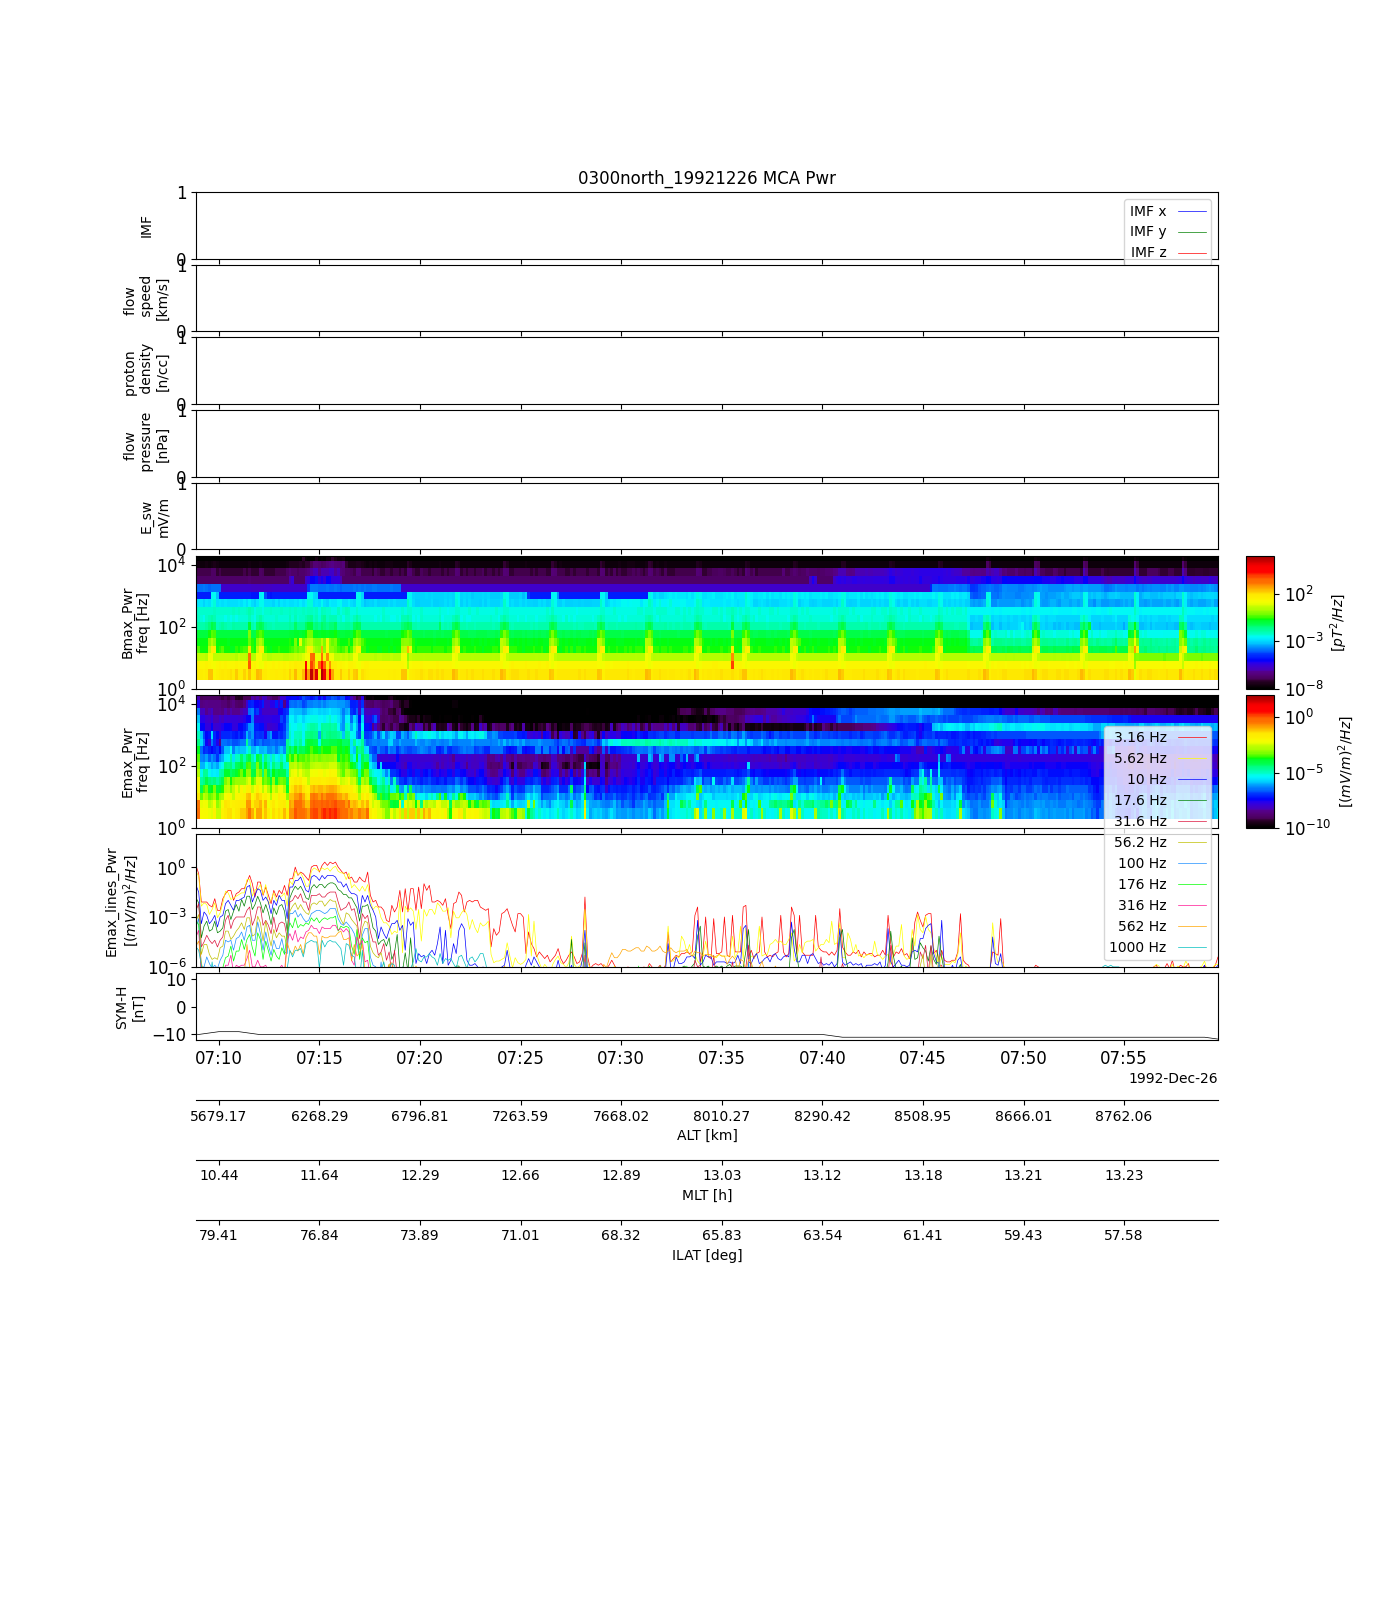 0300north_19921226 MCA Pwr
1
0
IMF
IMF x
IMF y
IMF z
1
0
flow
speed
[km/s]
1
0
proton
density
[n/cc]
1
0
flow
pressure
[nPa]
1
0
E_sw
mV/m
10^4
10^2
10^0
Bmax_Pwr
freq [Hz]
10^2
10^-3
10^-8
[pT^2/Hz]
10^4
10^2
10^0
Emax_Pwr
freq [Hz]
10^0
10^-5
10^-10
[(mV/m)^2/Hz]
3.16 Hz
5.62 Hz
10 Hz
17.6 Hz
31.6 Hz
56.2 Hz
100 Hz
176 Hz
316 Hz
562 Hz
1000 Hz
10^0
10^-3
10^-6
Emax_lines_Pwr
[(mV/m)^2/Hz]
10
0
−10
SYM-H
[nT]
07:10 07:15 07:20 07:25 07:30 07:35 07:40 07:45 07:50 07:55
1992-Dec-26
5679.17 6268.29 6796.81 7263.59 7668.02 8010.27 8290.42 8508.95 8666.01 8762.06
ALT [km]
10.44 11.64 12.29 12.66 12.89 13.03 13.12 13.18 13.21 13.23
MLT [h]
79.41 76.84 73.89 71.01 68.32 65.83 63.54 61.41 59.43 57.58
ILAT [deg]